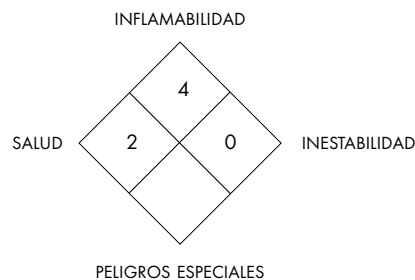 INFLAMABILIDAD
4
SALUD 2 0 INESTABILIDAD
PELIGROS ESPECIALES